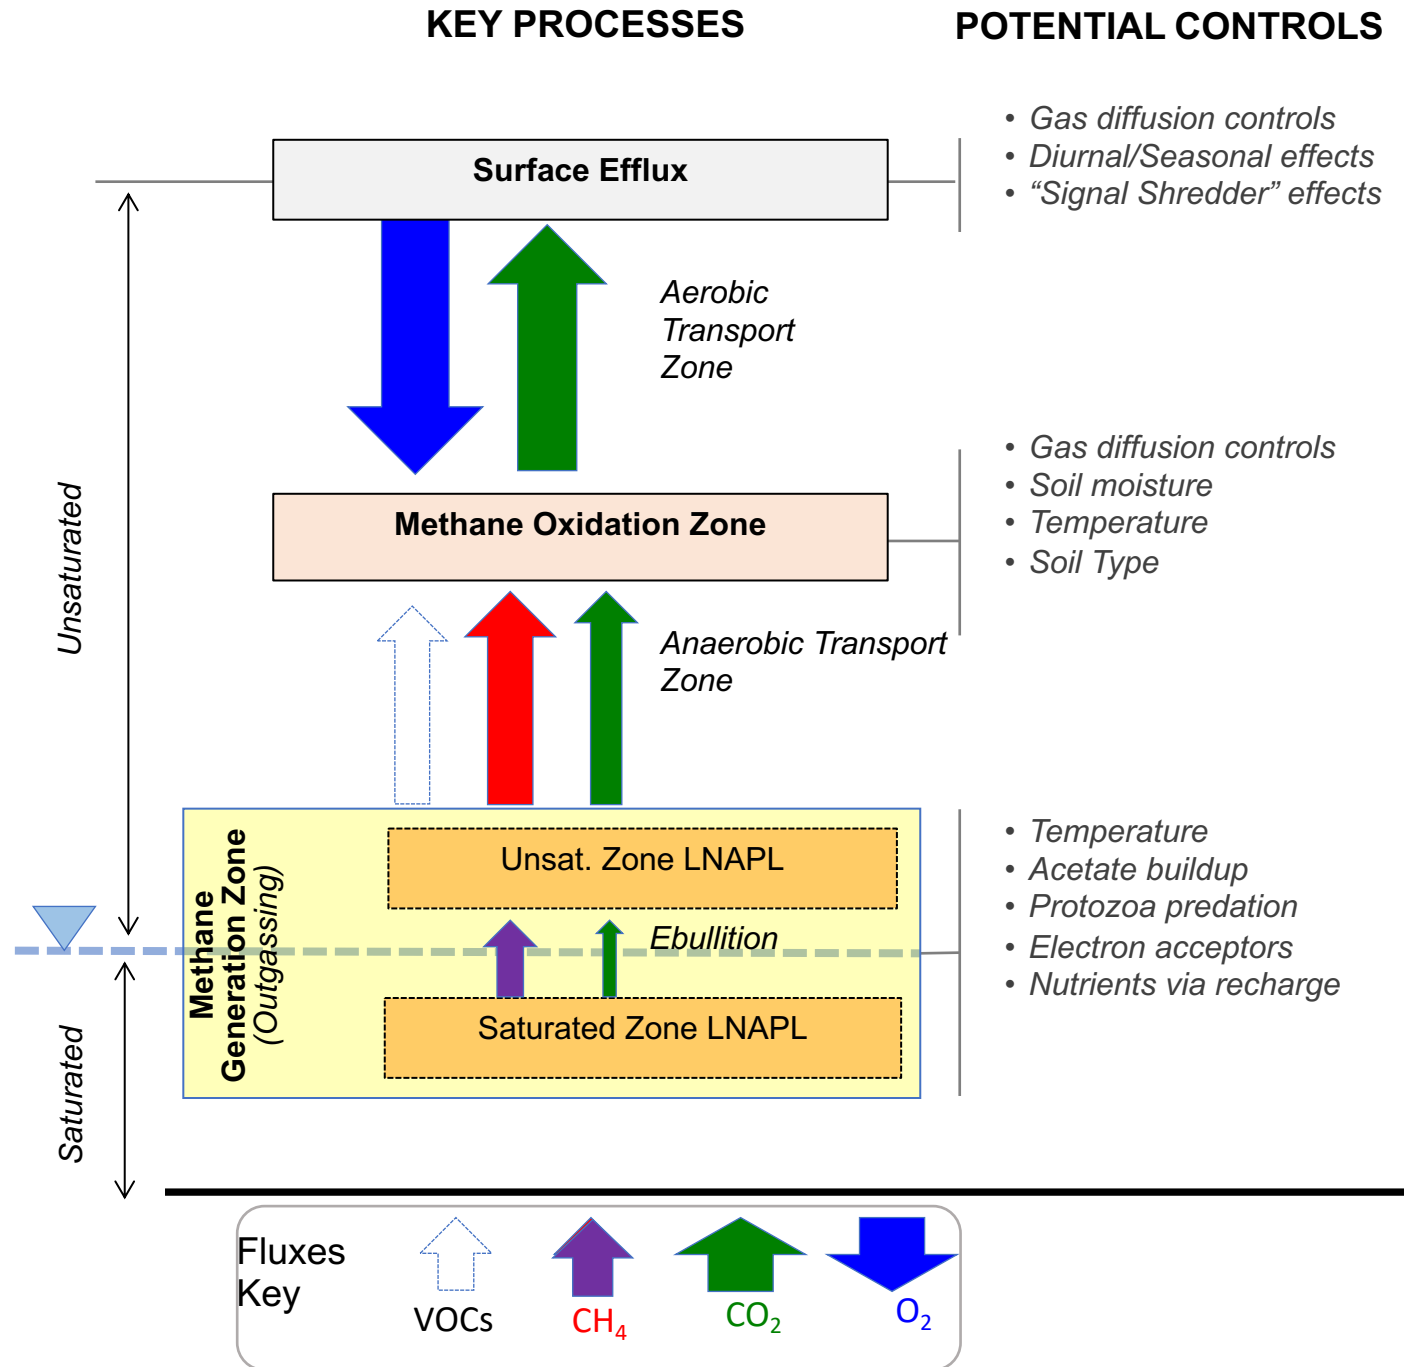 KEY PROCESSES
POTENTIAL CONTROLS
Surface Efflux
• Gas diffusion controls
• Diurnal/Seasonal effects
• “Signal Shredder” effects
Aerobic
Transport
Zone
Unsaturated
Methane Oxidation Zone
• Gas diffusion controls
• Soil moisture
• Temperature
• Soil Type
Anaerobic Transport
Zone
Methane
Generation Zone
(Outgassing)
Unsat. Zone LNAPL
Ebullition
Saturated Zone LNAPL
• Temperature
• Acetate buildup
• Protozoa predation
• Electron acceptors
• Nutrients via recharge
Saturated
Fluxes
Key
VOCs
CH₄
CO₂
O₂